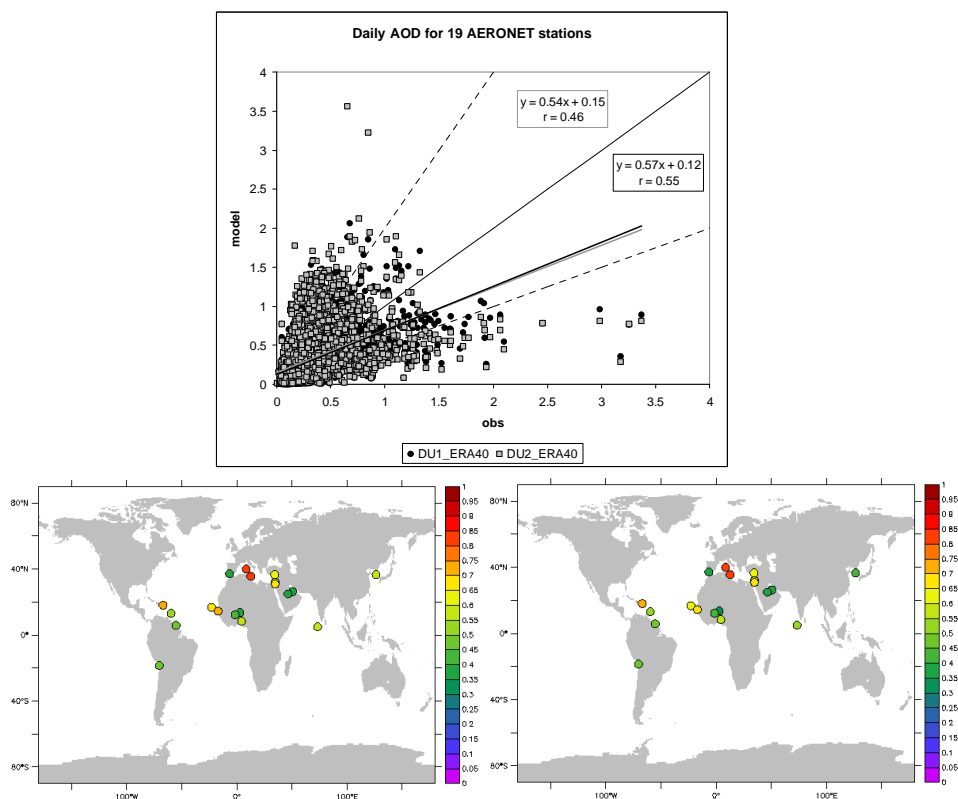 Daily AOD for 19 AERONET stations
4
3.5
3
2.5
2
1.5
1
0.5
0
model
y = 0.54x + 0.15
r = 0.46
y = 0.57x + 0.12
r = 0.55
0 0.5 1 1.5 2 2.5 3 3.5 4
obs
DU1_ERA40 DU2_ERA40
80°N
40°N
0°
40°S
80°S
100°W 0° 100°E
1
0.95
0.9
0.85
0.8
0.75
0.7
0.65
0.6
0.55
0.5
0.45
0.4
0.35
0.3
0.25
0.2
0.15
0.1
0.05
0
80°N
40°N
0°
40°S
80°S
100°W 0° 100°E
1
0.95
0.9
0.85
0.8
0.75
0.7
0.65
0.6
0.55
0.5
0.45
0.4
0.35
0.3
0.25
0.2
0.15
0.1
0.05
0